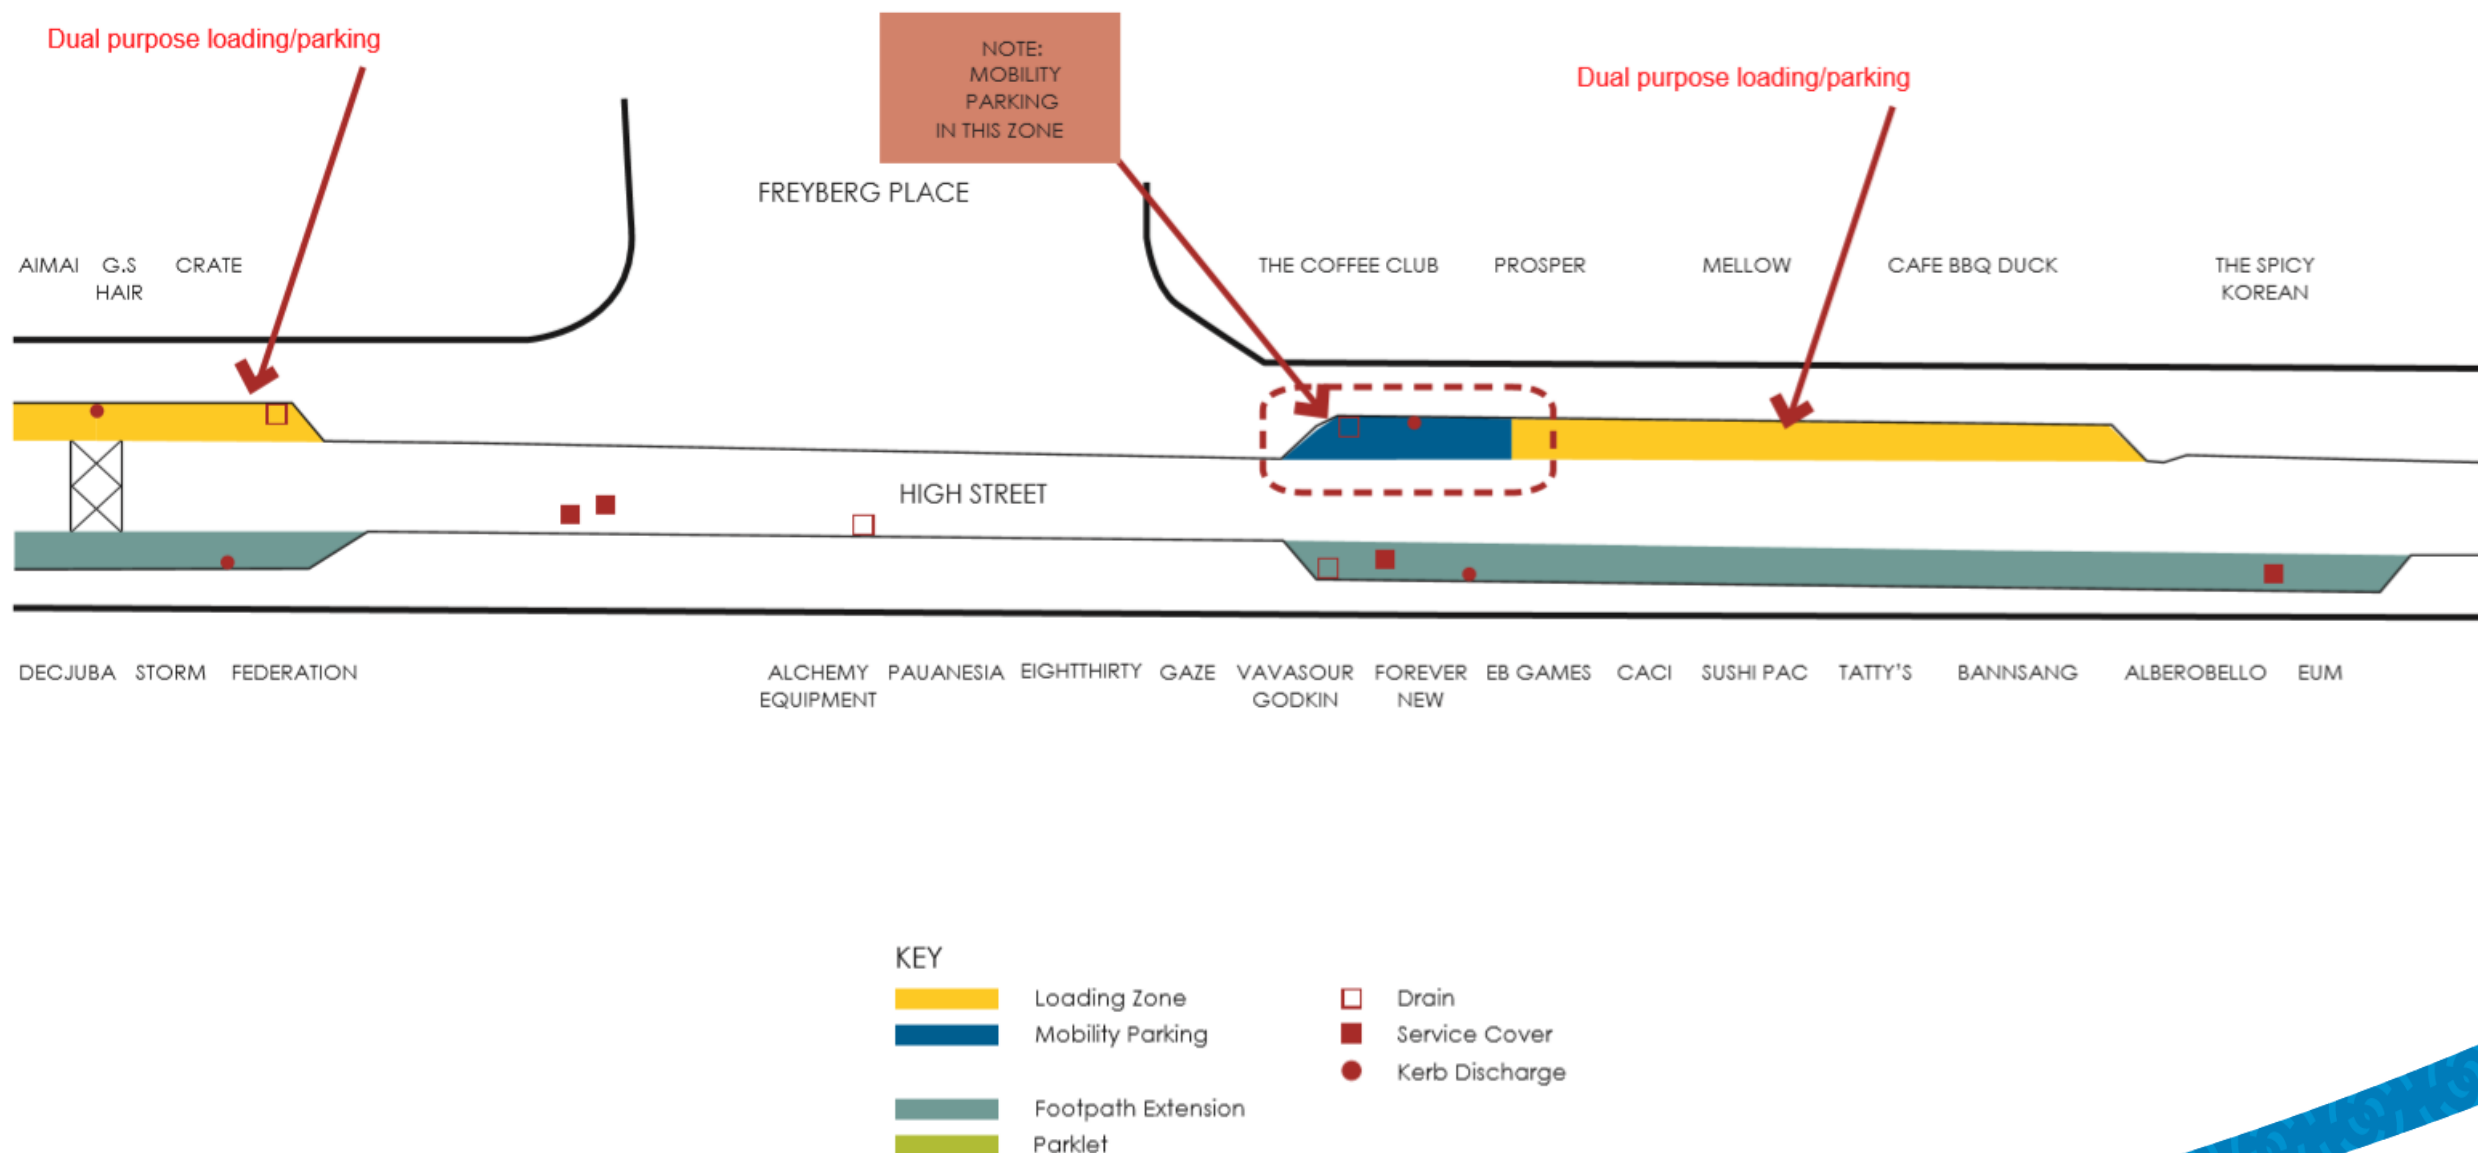 Dual purpose loading/parking
NOTE:
MOBILITY
PARKING
IN THIS ZONE
Dual purpose loading/parking
FREYBERG PLACE
AIMAI G.S HAIR CRATE
THE COFFEE CLUB PROSPER MELLOW CAFE BBQ DUCK THE SPICY KOREAN
HIGH STREET
DECJUBA STORM FEDERATION
ALCHEMY EQUIPMENT PAUANESIA EIGHTTHIRTY GAZE VAVASOUR GODKIN FOREVER NEW EB GAMES CACI SUSHI PAC TATTY'S BANNSANG ALBEROBELLO EUM
KEY
Loading Zone
Mobility Parking
Footpath Extension
Parklet
Drain
Service Cover
Kerb Discharge